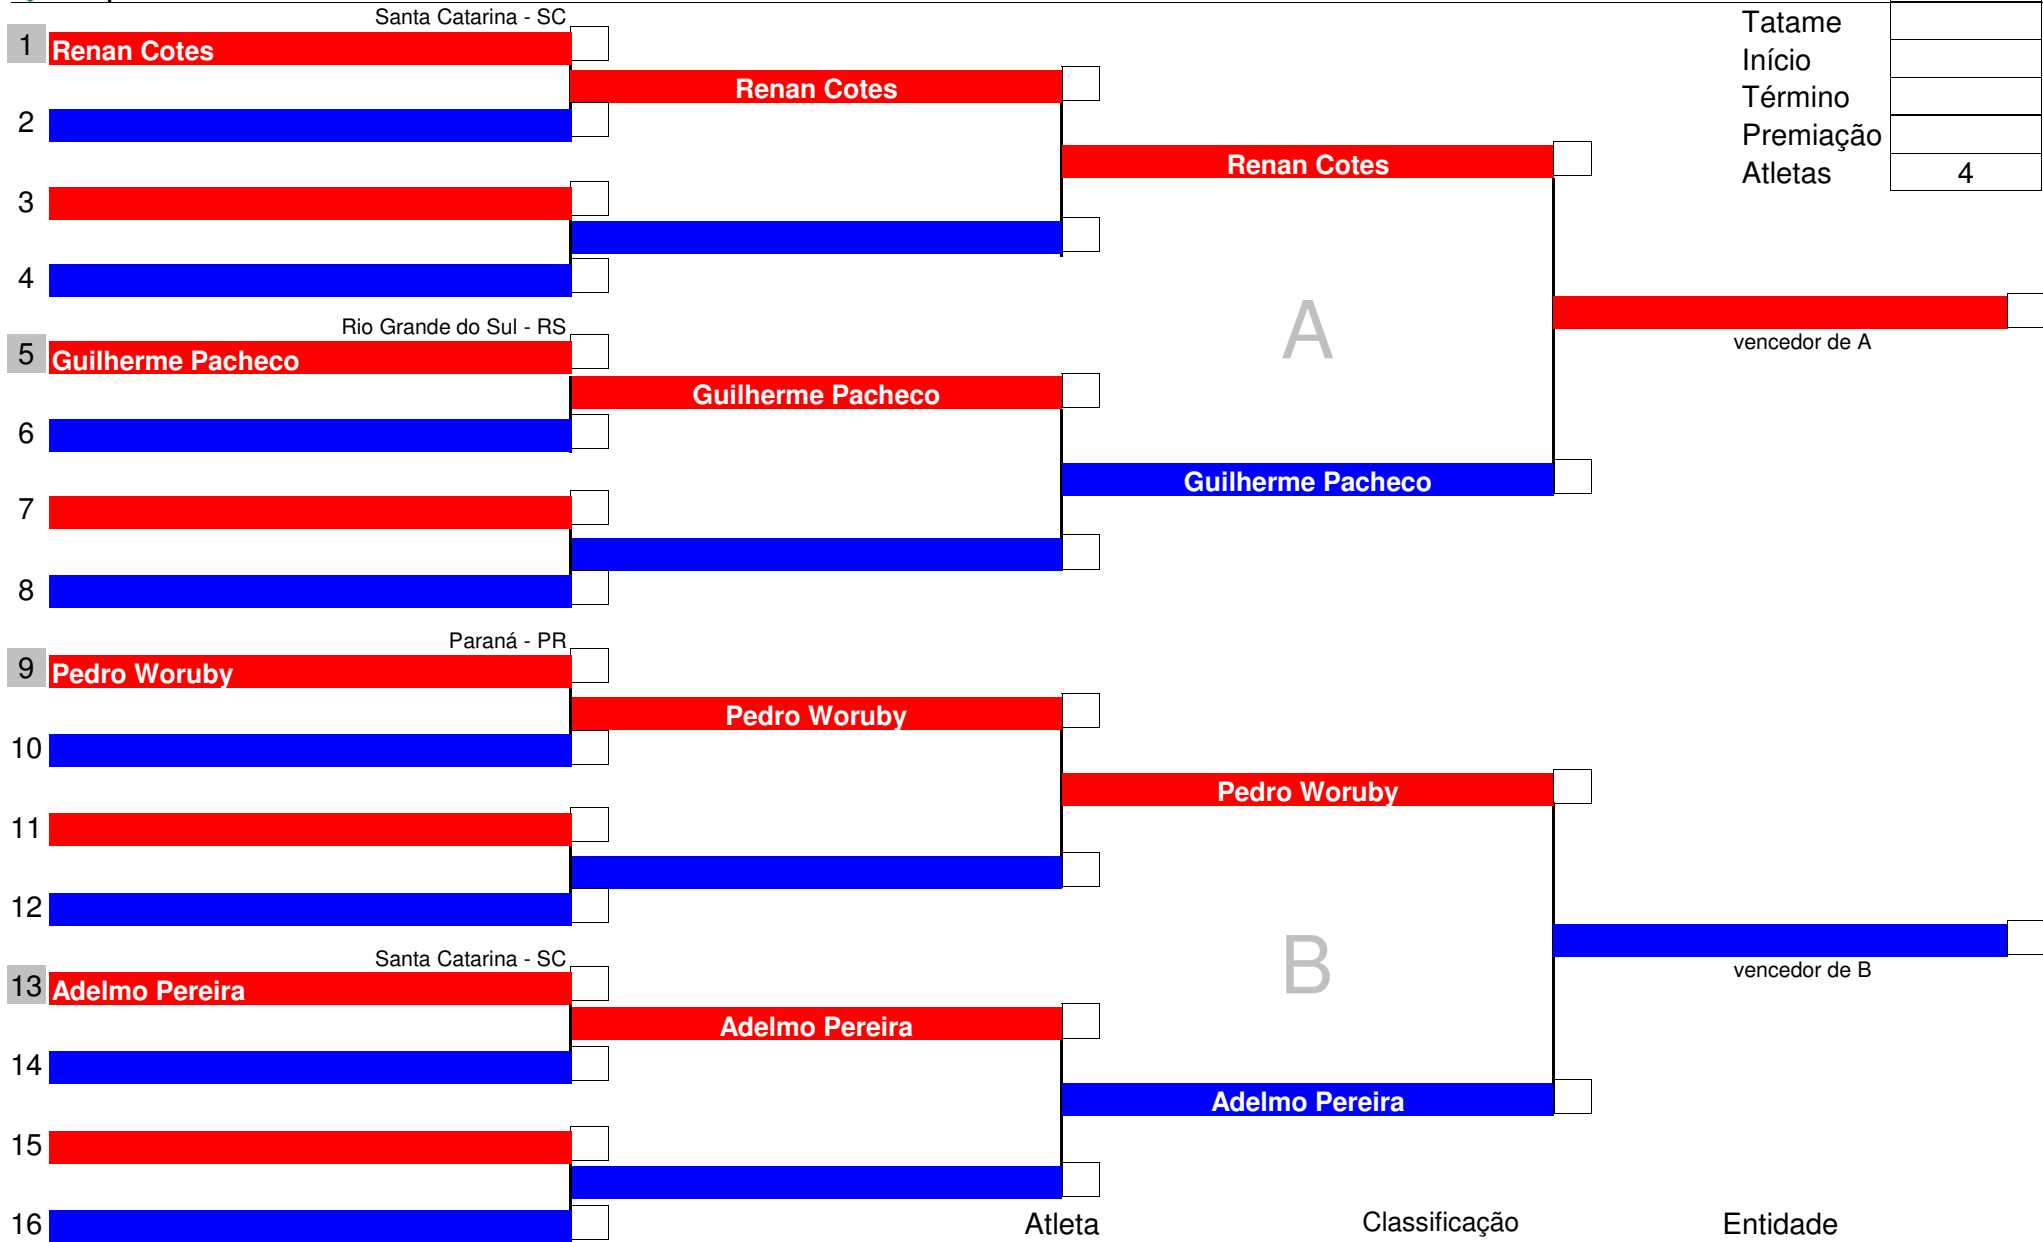 Santa Catarina - SC
1 Renan Cotes
Renan Cotes
2
Renan Cotes
3
4
Rio Grande do Sul - RS
5 Guilherme Pacheco
Guilherme Pacheco
6
Guilherme Pacheco
7
8
A
vencedor de A
Paraná - PR
9 Pedro Woruby
Pedro Woruby
10
Pedro Woruby
11
12
Santa Catarina - SC
13 Adelmo Pereira
Adelmo Pereira
14
Adelmo Pereira
15
16
B
vencedor de B
Tatame
Início
Término
Premiação
Atletas 4
Atleta Classificação Entidade